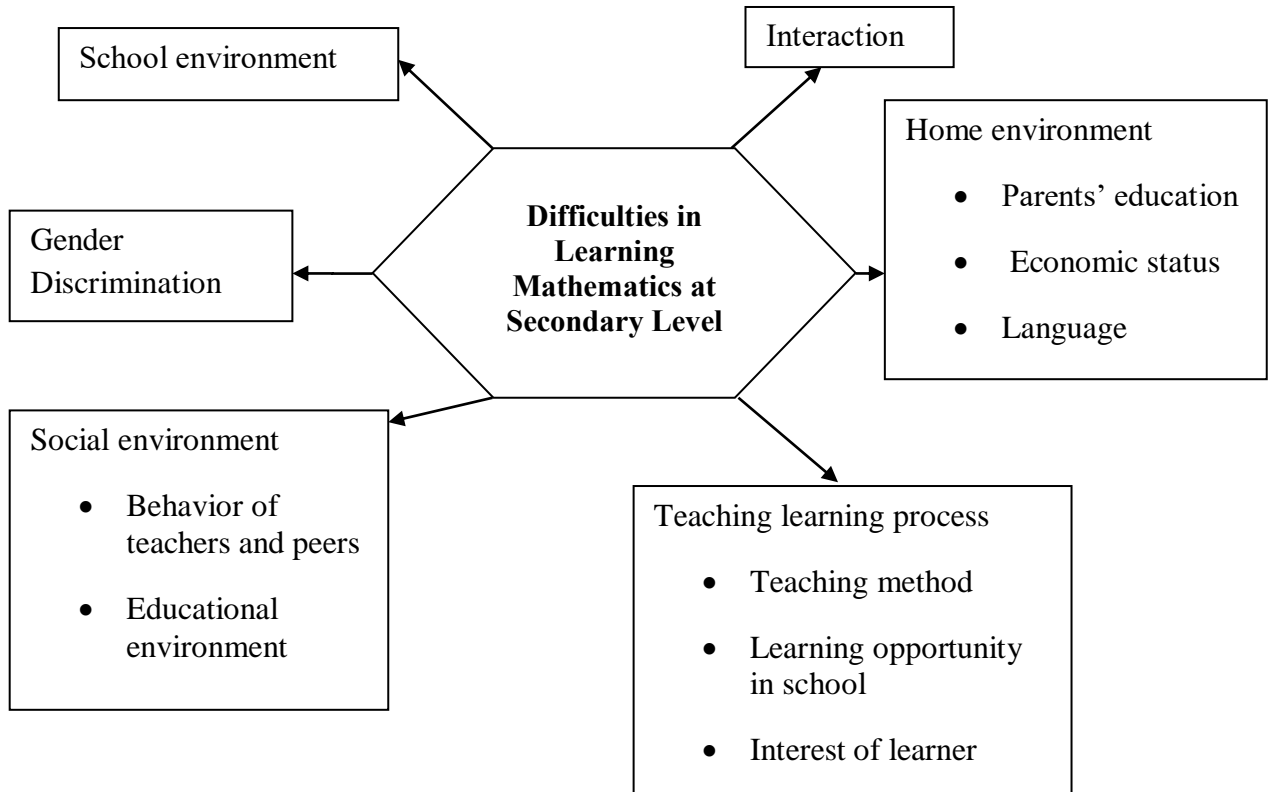 School environment
Interaction
Home environment
• Parents’ education
• Economic status
• Language
Difficulties in
Learning
Mathematics at
Secondary Level
Gender
Discrimination
Social environment
• Behavior of
teachers and peers
• Educational
environment
Teaching learning process
• Teaching method
• Learning opportunity
in school
• Interest of learner